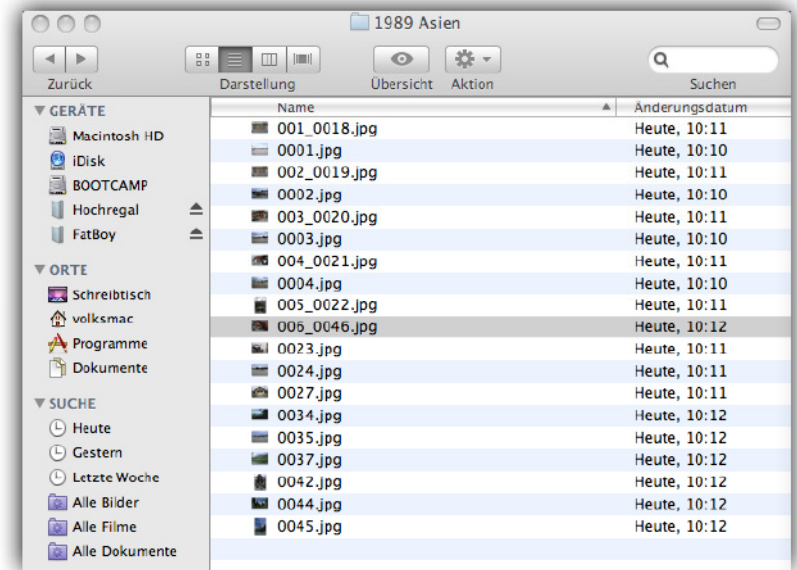 1989 Asien
Zurück Darstellung Übersicht Aktion Suchen
GERÄTE
Macintosh HD
iDisk
BOOTCAMP
Hochregal
FatBoy
ORTE
Schreibtisch
volksmac
Programme
Dokumente
SUCHE
Heute
Gestern
Letzte Woche
Alle Bilder
Alle Filme
Alle Dokumente
Name Änderungsdatum
001_0018.jpg Heute, 10:11
0001.jpg Heute, 10:10
002_0019.jpg Heute, 10:11
0002.jpg Heute, 10:10
003_0020.jpg Heute, 10:11
0003.jpg Heute, 10:10
004_0021.jpg Heute, 10:11
0004.jpg Heute, 10:10
005_0022.jpg Heute, 10:11
006_0046.jpg Heute, 10:12
0023.jpg Heute, 10:11
0024.jpg Heute, 10:11
0027.jpg Heute, 10:11
0034.jpg Heute, 10:12
0035.jpg Heute, 10:12
0037.jpg Heute, 10:12
0042.jpg Heute, 10:12
0044.jpg Heute, 10:12
0045.jpg Heute, 10:12